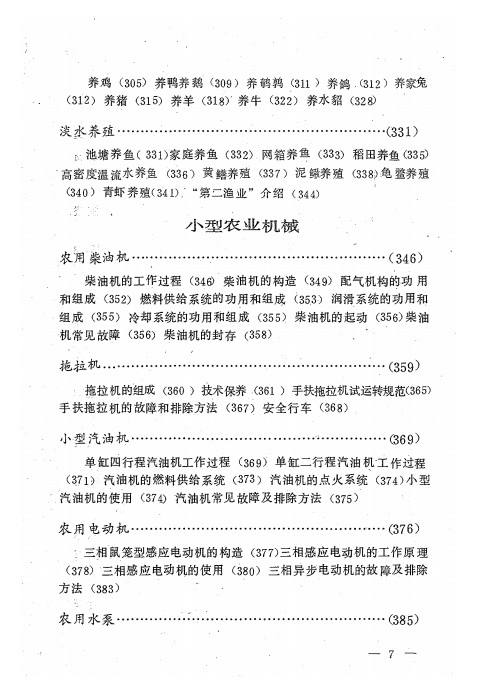 养鸡（305）养鸭养鹅（309）养鹌鹑（311）养鸽（312）养家兔
（312）养猪（315）养羊（318）养牛（322）养水貂（328）
淡水养殖……………………………………………（331）
池塘养鱼（331）家庭养鱼（332）网箱养鱼（333）稻田养鱼（335）
高密度温流水养鱼（336）黄鳝养殖（337）泥鳅养殖（338）龟鳖养殖
（340）青虾养殖（341）“第二渔业”介绍（344）
小型农业机械
农用柴油机…………………………………………（346）
柴油机的工作过程（346）柴油机的构造（349）配气机构的功用
和组成（352）燃料供给系统的功用和组成（353）润滑系统的功用和
组成（355）冷却系统的功用和组成（355）柴油机的起动（356）柴油
机常见故障（356）柴油机的封存（358）
拖拉机………………………………………………（359）
拖拉机的组成（360）技术保养（361）手扶拖拉机试运转规范（365）
手扶拖拉机的故障和排除方法（367）安全行车（368）
小型汽油机…………………………………………（369）
单缸四行程汽油机工作过程（369）单缸二行程汽油机工作过程
（371）汽油机的燃料供给系统（373）汽油机的点火系统（374）小型
汽油机的使用（374）汽油机常见故障及排除方法（375）
农用电动机…………………………………………（376）
三相鼠笼型感应电动机的构造（377）三相感应电动机的工作原理
（378）三相感应电动机的使用（380）三相异步电动机的故障及排除
方法（383）
农用水泵……………………………………………（385）
— 7 —